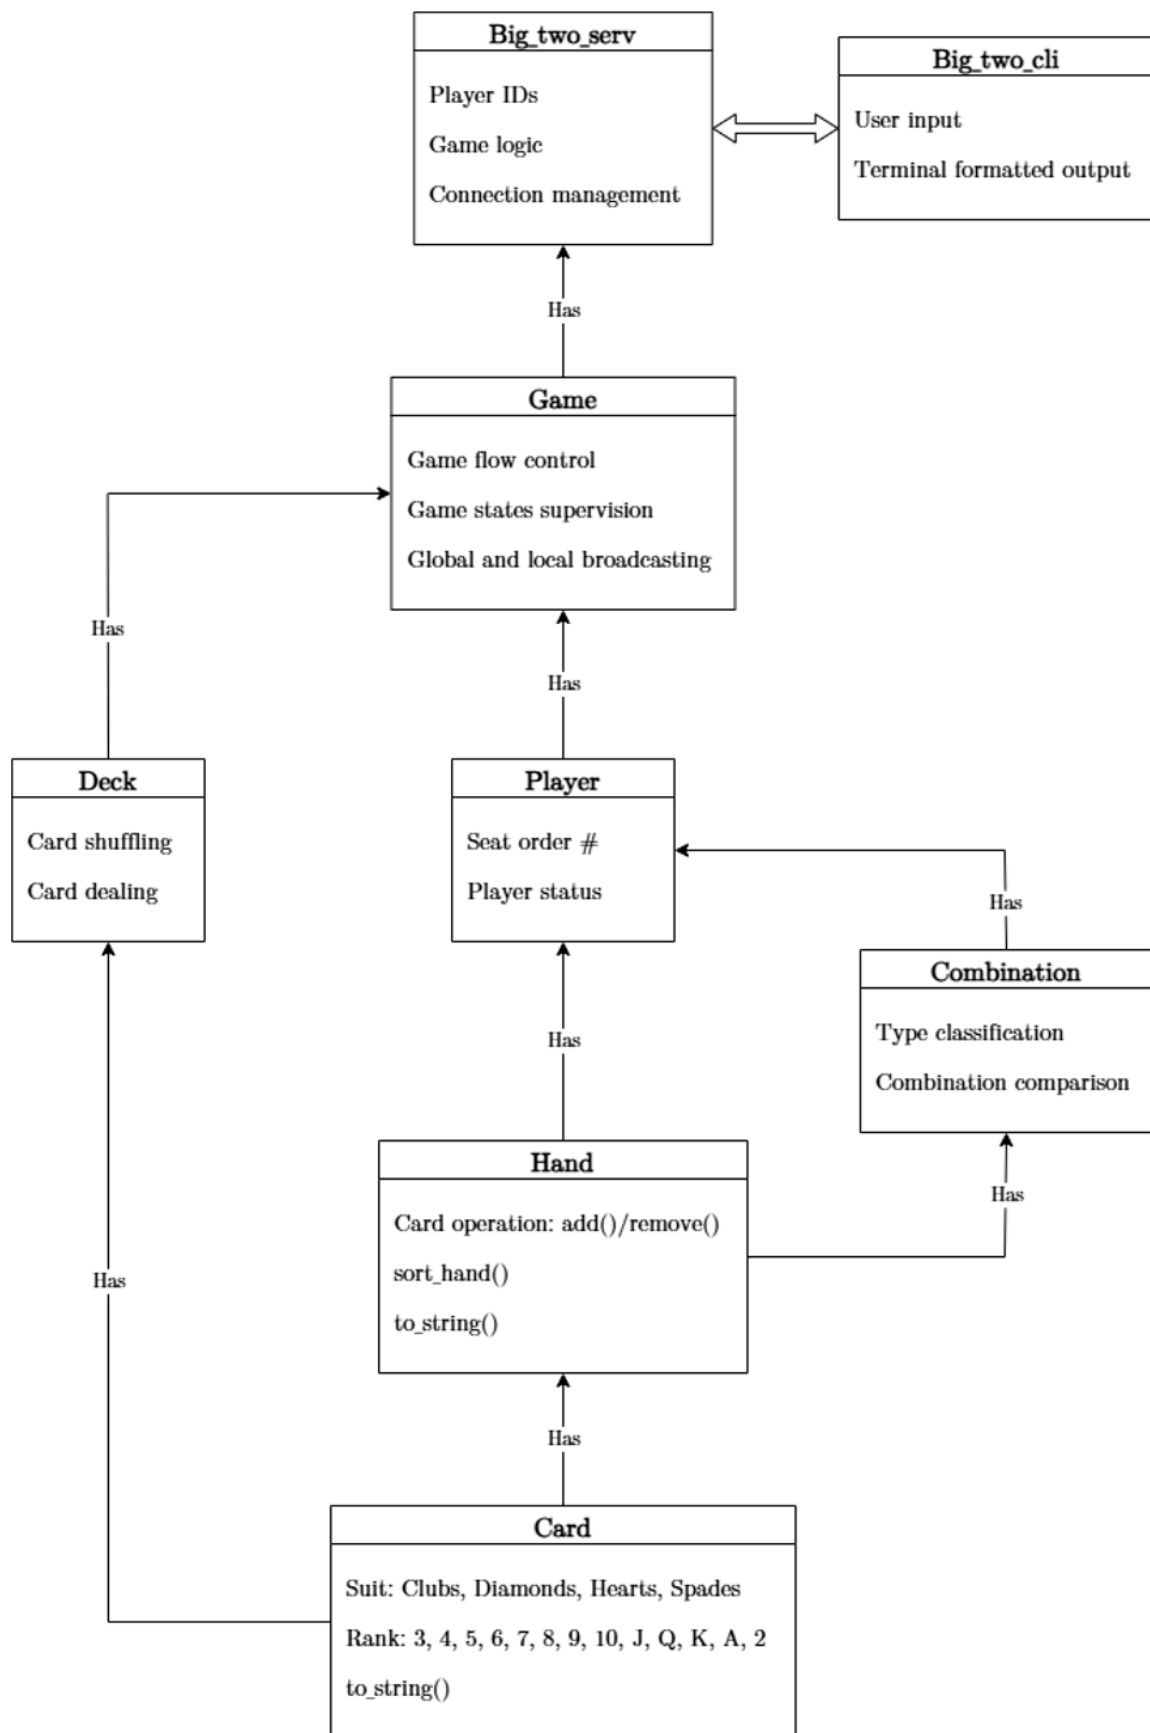 Big_two_serv
Player IDs
Game logic
Connection management
Big_two_cli
User input
Terminal formatted output
Has
Game
Game flow control
Game states supervision
Global and local broadcasting
Has
Has
Deck
Card shuffling
Card dealing
Player
Seat order #
Player status
Has
Combination
Type classification
Combination comparison
Has
Hand
Card operation: add()/remove()
sort_hand()
to_string()
Has
Has
Has
Card
Suit: Clubs, Diamonds, Hearts, Spades
Rank: 3, 4, 5, 6, 7, 8, 9, 10, J, Q, K, A, 2
to_string()